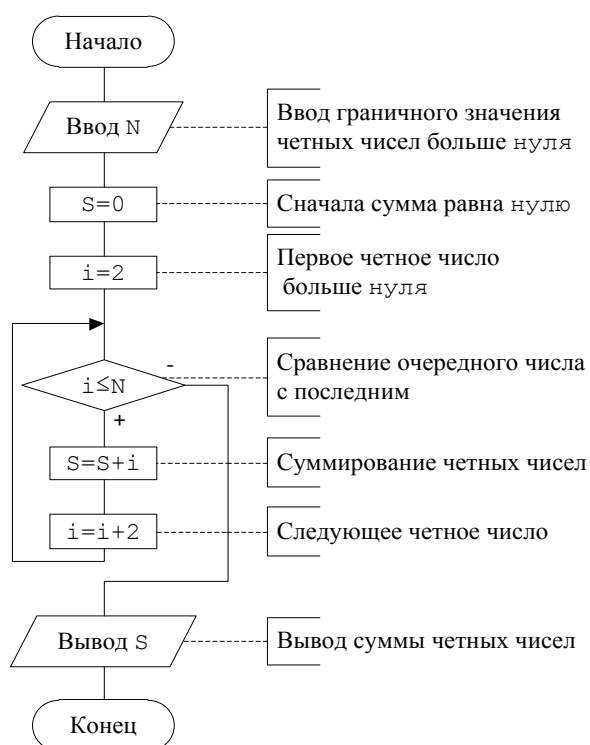 Начало
Ввод N
Ввод граничного значения
четных чисел больше нуля
S=0
Сначала сумма равна нулю
i=2
Первое четное число
больше нуля
i≤N
-
Сравнение очередного числа
с последним
+
S=S+i
Суммирование четных чисел
i=i+2
Следующее четное число
Вывод S
Вывод суммы четных чисел
Конец